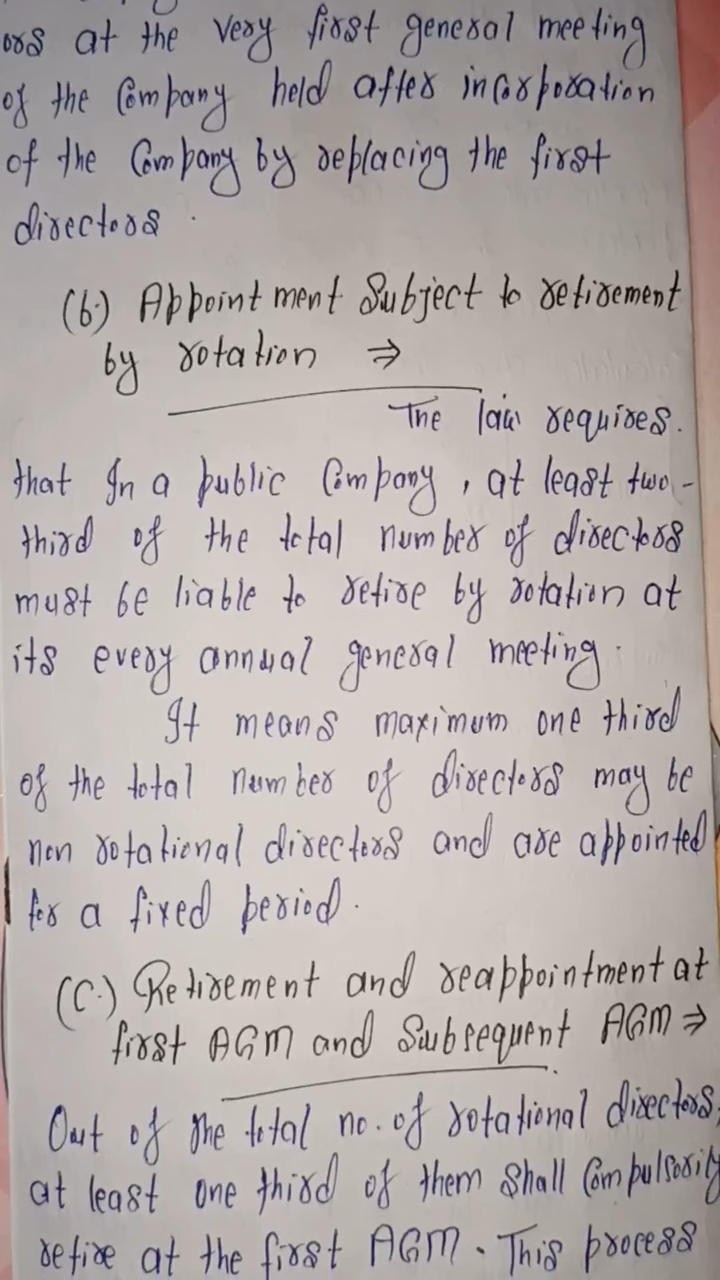 ors at the very first general meeting
of the Company held after incorporation
of the Company by replacing the first
directors.
(b.) Appointment Subject to retirement
by rotation ⇒
The law requires.
that In a public Company, at least two-
third of the total number of directors
must be liable to retire by rotation at
its every annual general meeting.
It means maximum one third
of the total number of directors may be
non rotational directors and are appointed
for a fixed period.
(C.) Retirement and reappointment at
first AGM and Subsequent AGM ⇒
Out of the total no. of rotational directors,
at least one third of them shall Compulsorily
retire at the first AGM. This process